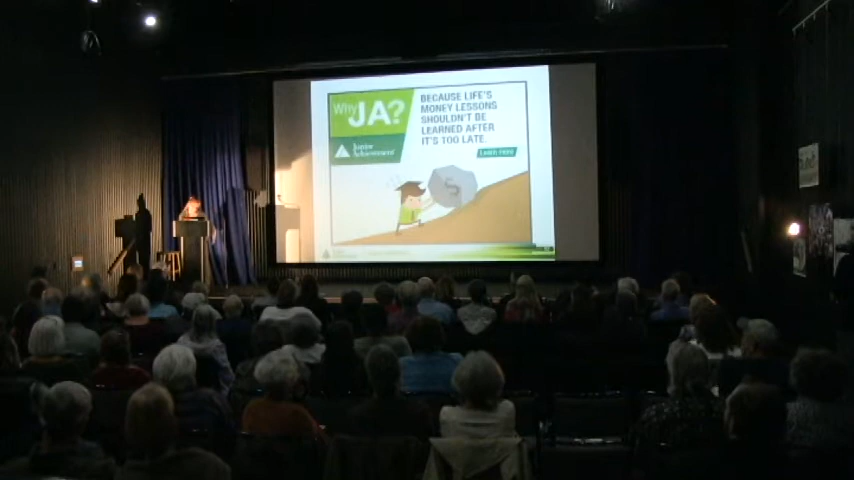 Why JA?
Junior
Achievement
BECAUSE LIFE'S
MONEY LESSONS
SHOULDN'T BE
LEARNED AFTER
IT'S TOO LATE.
Learn more
$